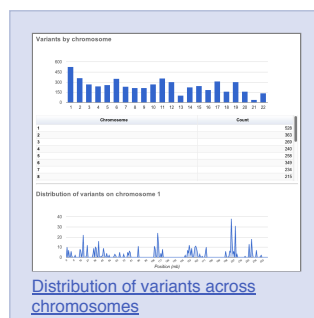 Variants by chromosome
600
450
300
150
0
1 2 3 4 5 6 7 8 9 10 11 12 13 14 15 16 17 18 19 20 21 22
Chromosome Count
1 528
2 363
3 269
4 240
5 258
6 349
7 234
8 215
Distribution of variants on chromosome 1
40
30
20
10
0
Position (mb)
Distribution of variants across
chromosomes